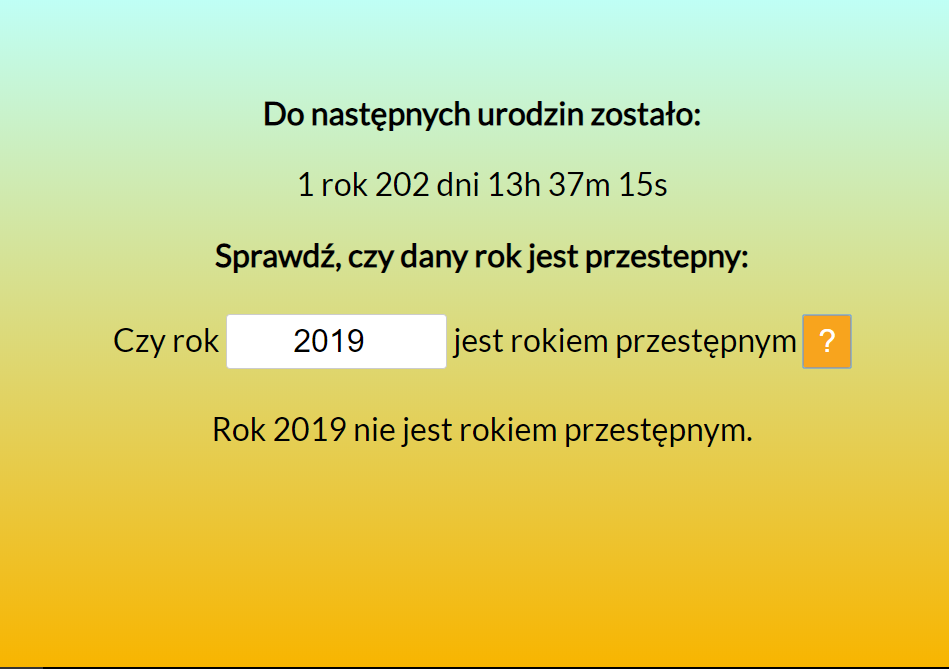 Do następnych urodzin zostało:
1 rok 202 dni 13h 37m 15s
Sprawdź, czy dany rok jest przestepny:
Czy rok 2019 jest rokiem przestępnym ?
Rok 2019 nie jest rokiem przestępnym.